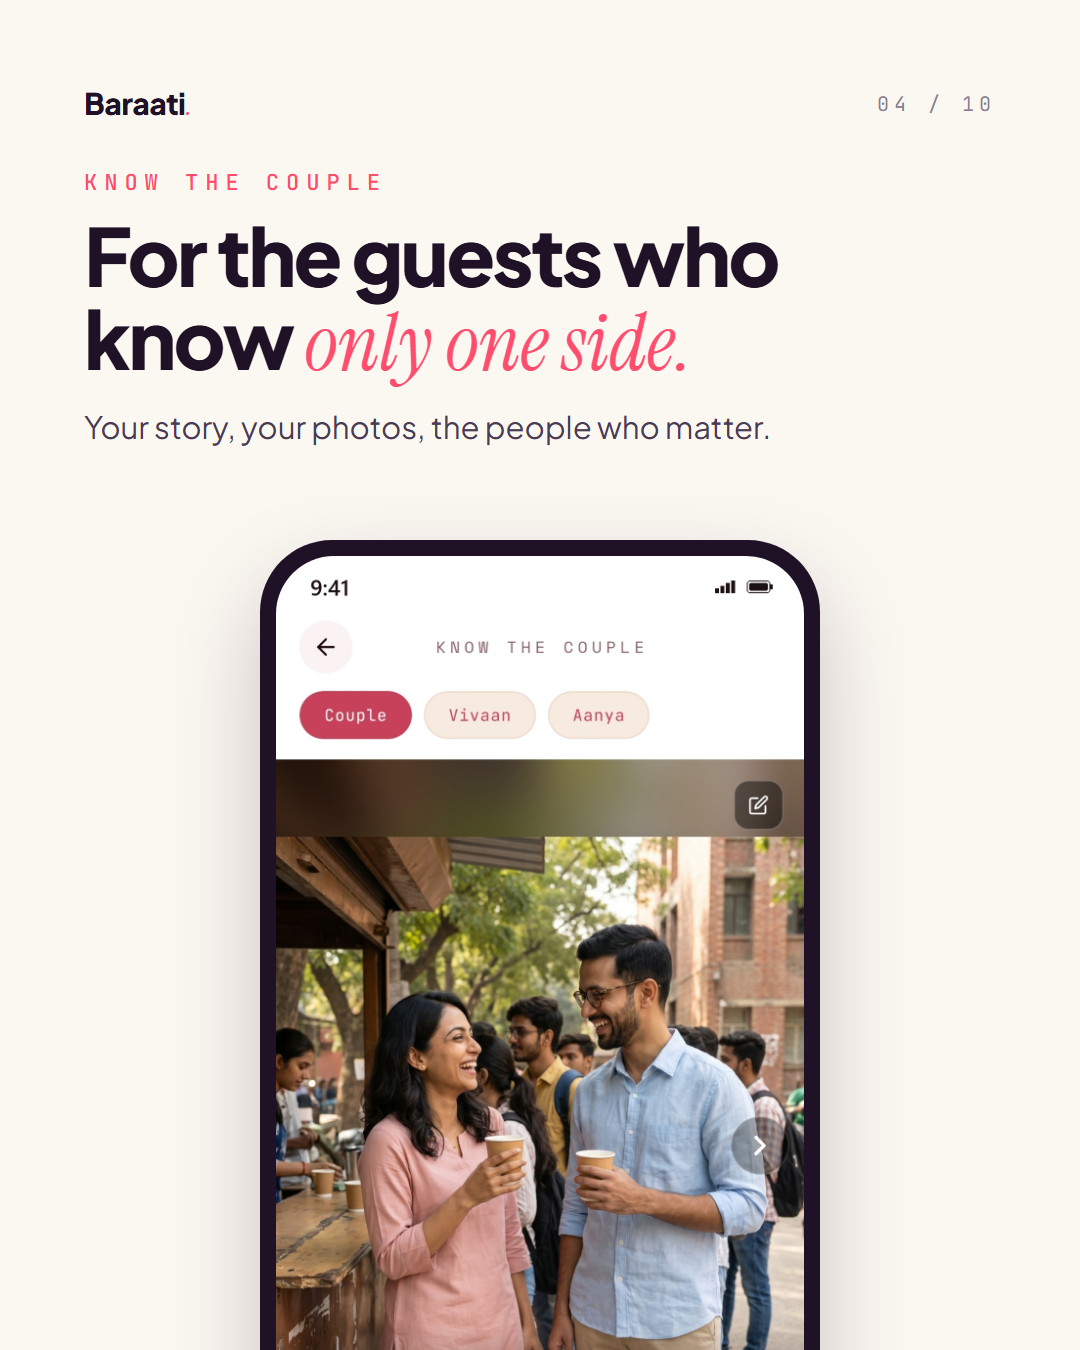 Baraati.
04 / 10
KNOW THE COUPLE
For the guests who
know only one side.
Your story, your photos, the people who matter.
9:41
KNOW THE COUPLE
Couple
Vivaan
Aanya